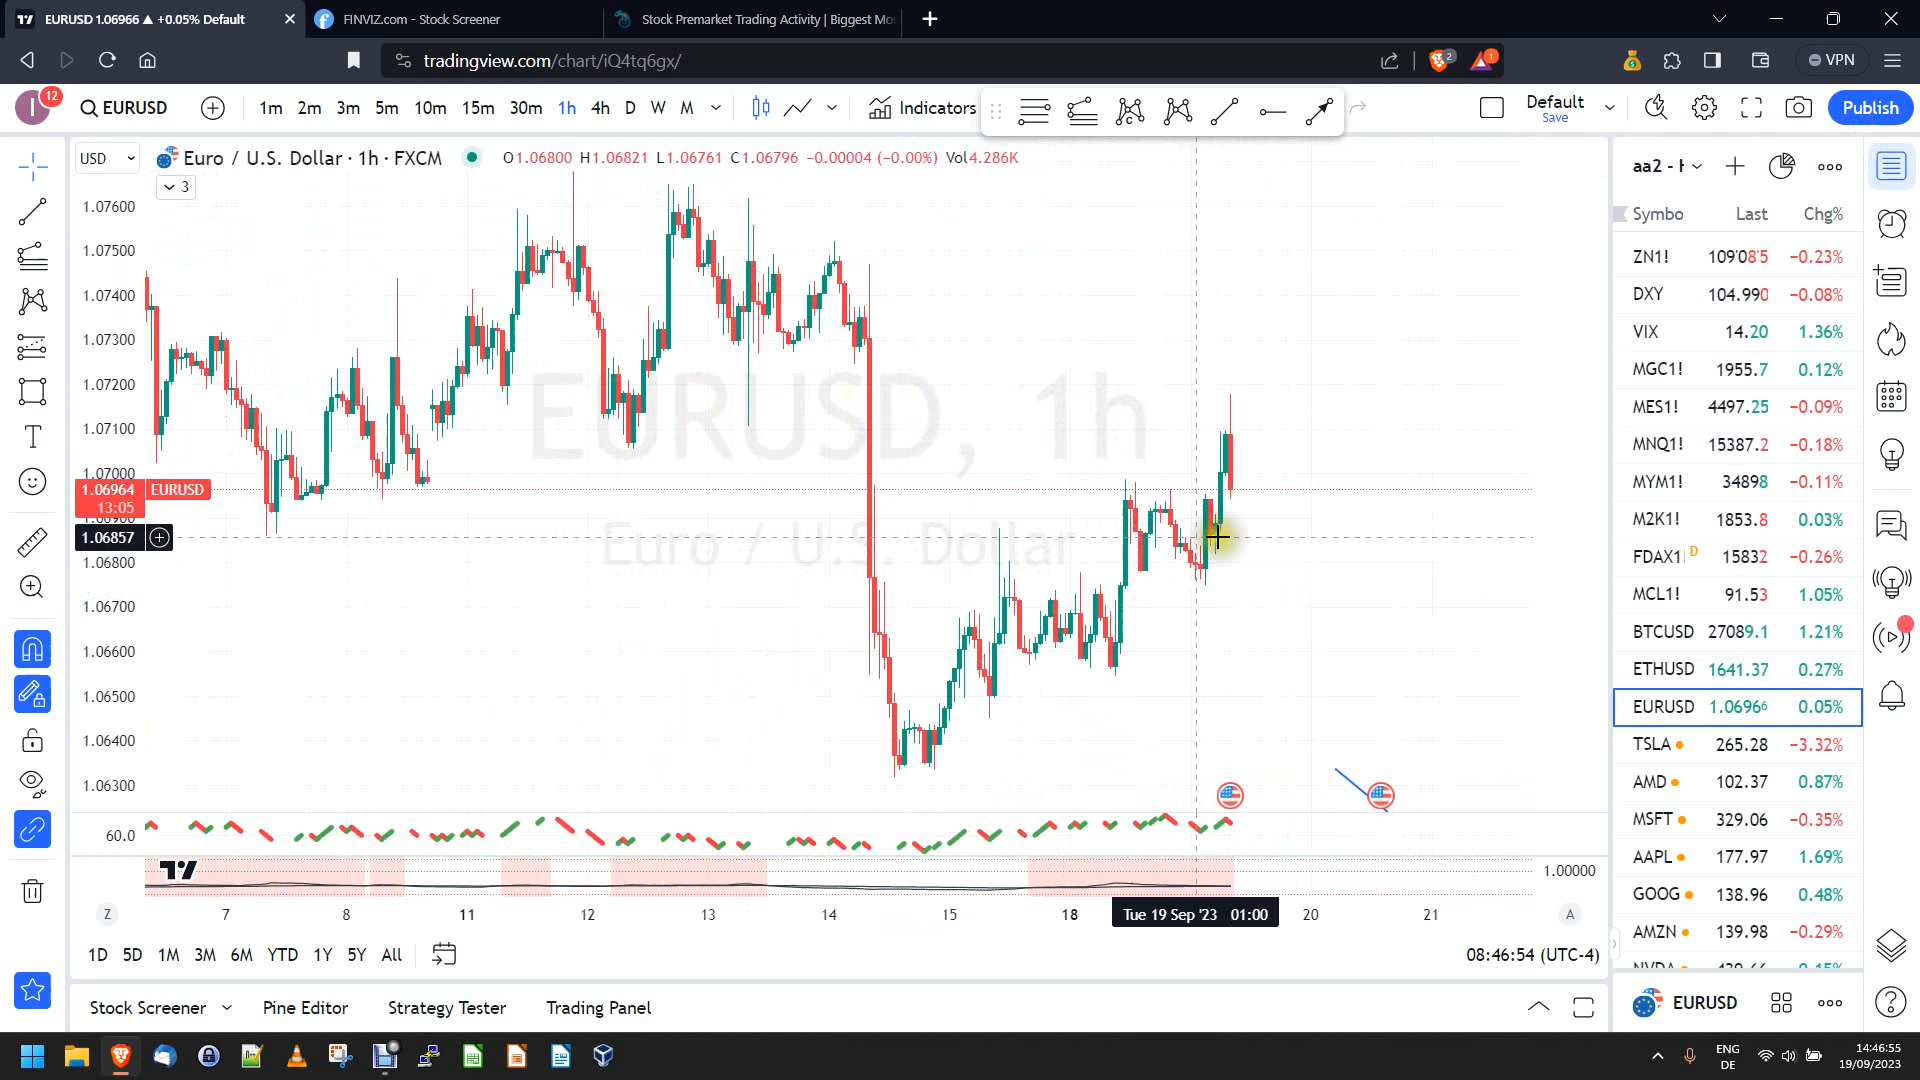 EURUSD 1.06966 ▲ +0.05% Default
FINVIZ.com - Stock Screener
Stock Premarket Trading Activity | Biggest Mo
tradingview.com/chart/iQ4tq6gx/
2
1
VPN
I
12
EURUSD
1m 2m 3m 5m 10m 15m 30m 1h 4h D W M
Indicators
Default
Save
Publish
USD
Euro / U.S. Dollar · 1h · FXCM
O1.06800 H1.06821 L1.06761 C1.06796 −0.00004 (−0.00%) Vol4.286K
3
1.07600
1.07500
1.07400
1.07300
1.07200
1.07100
1.07000
1.06964 EURUSD
13:05
1.06857
1.06800
1.06700
1.06600
1.06500
1.06400
1.06300
60.0
EURUSD, 1h
Euro / U.S. Dollar
1.00000
Z
7 8 11 12 13 14 15 18 Tue 19 Sep '23 01:00 20 21
A
1D 5D 1M 3M 6M YTD 1Y 5Y All
08:46:54 (UTC-4)
Stock Screener
Pine Editor
Strategy Tester
Trading Panel
aa2 - H
Symbo Last Chg%
ZN1! 109'08'5 −0.23%
DXY 104.990 −0.08%
VIX 14.20 1.36%
MGC1! 1955.7 0.12%
MES1! 4497.25 −0.09%
MNQ1! 15387.2 −0.18%
MYM1! 34898 −0.11%
M2K1! 1853.8 0.03%
FDAX1 D 15832 −0.26%
MCL1! 91.53 1.05%
BTCUSD 27089.1 1.21%
ETHUSD 1641.37 0.27%
EURUSD 1.06966 0.05%
TSLA 265.28 −3.32%
AMD 102.37 0.87%
MSFT 329.06 −0.35%
AAPL 177.97 1.69%
GOOG 138.96 0.48%
AMZN 139.98 −0.29%
EURUSD
ENG
DE
14:46:55
19/09/2023